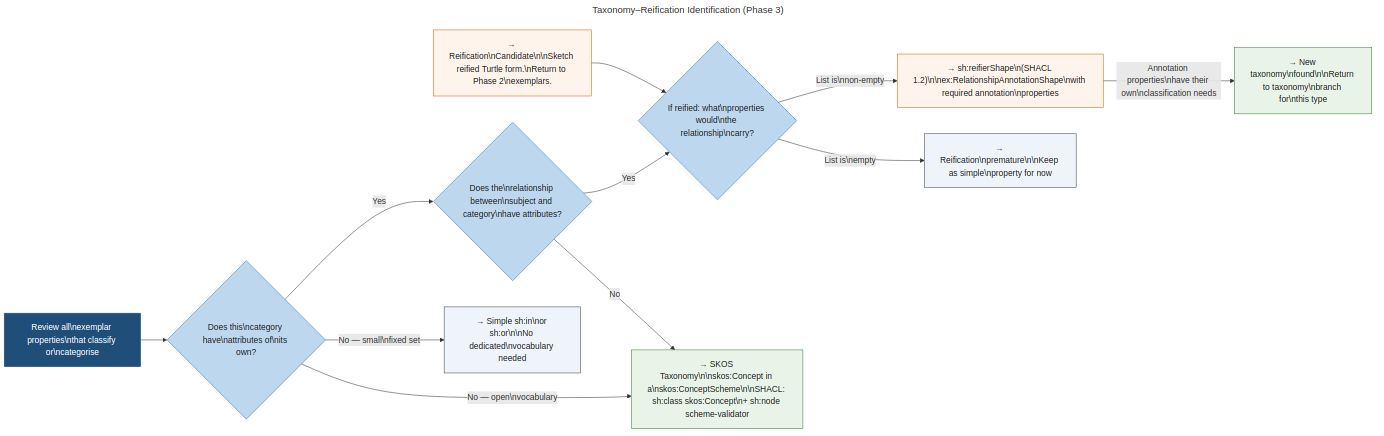 Taxonomy–Reification Identification (Phase 3)
→
Reification\nCandidate\n\nSketch
reified Turtle form.\nReturn to
Phase 2\nexemplars.
If reified: what\nproperties
would\nthe
relationship\ncarry?
List is\nnon-empty
→ sh:reifierShape\n(SHACL
1.2)\n\nex:RelationshipAnnotationShape\nwith
required annotation\nproperties
Annotation
properties\nhave their
own\nclassification needs
→ New
taxonomy\nfound\n\nReturn
to taxonomy\nbranch
for\nthis type
List is\nempty
→
Reification\npremature\n\nKeep
as simple\nproperty for now
Does the\nrelationship
between\nsubject and
category\nhave attributes?
Yes
Yes
No
Review all\nexemplar
properties\nthat classify
or\ncategorise
Does this\ncategory
have\nattributes of\nits
own?
No — small\nfixed set
→ Simple sh:in\nor
sh:or\n\nNo
dedicated\nvocabulary
needed
No — open\nvocabulary
→ SKOS
Taxonomy\n\nskos:Concept in
a\nskos:ConceptScheme\n\nSHACL:
sh:class skos:Concept\n+ sh:node
scheme-validator